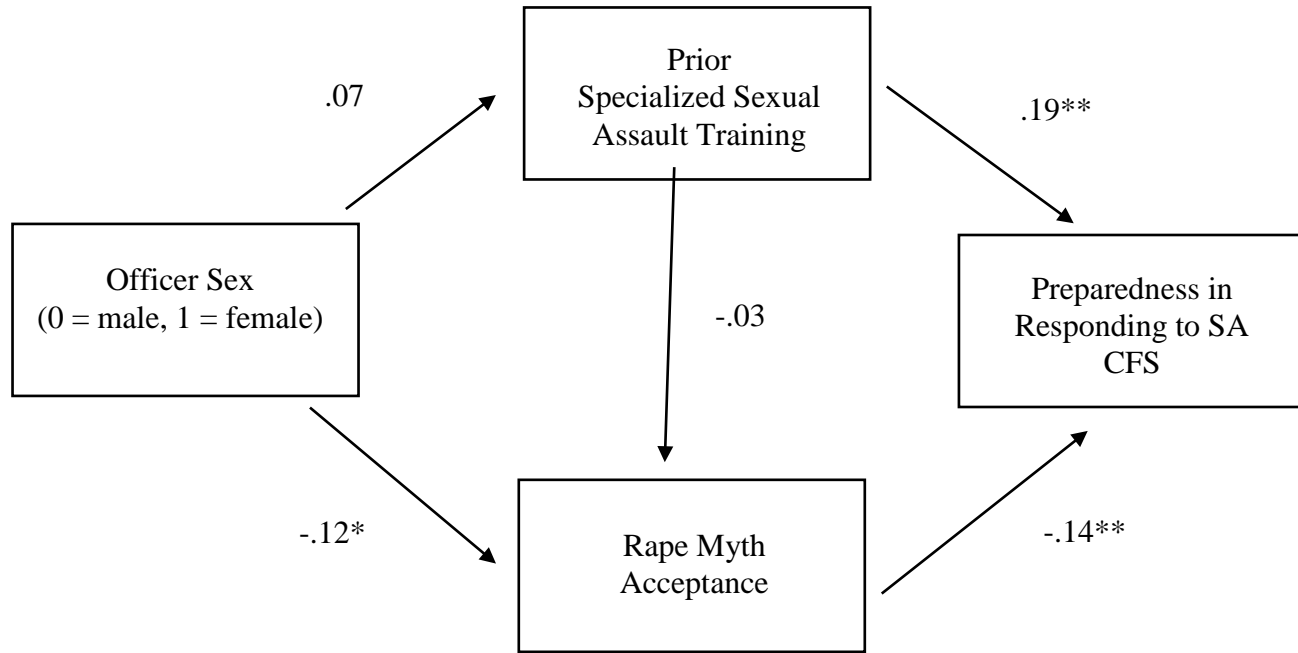 Prior
Specialized Sexual
Assault Training
.07
.19**
Officer Sex
(0 = male, 1 = female)
-.03
Preparedness in
Responding to SA
CFS
-.12*
Rape Myth
Acceptance
-.14**